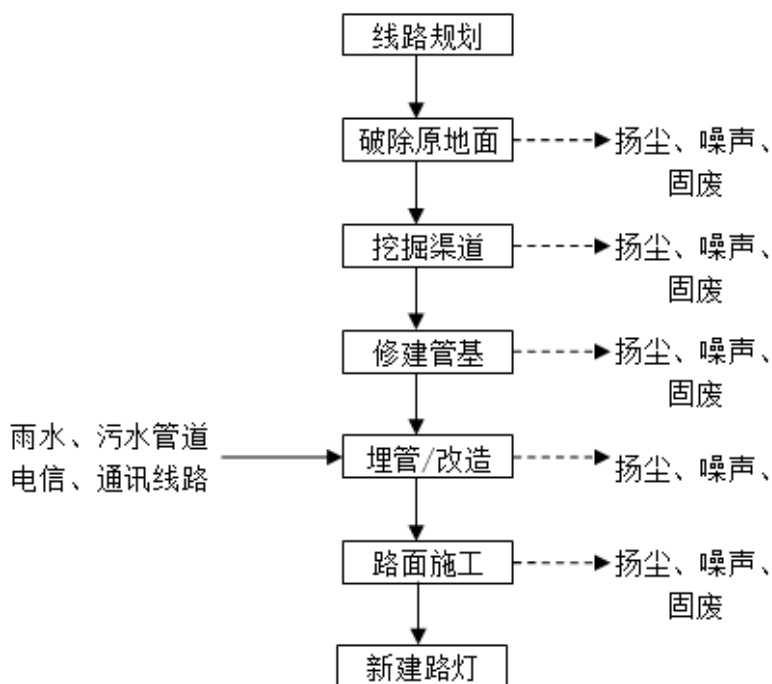 线路规划
破除原地面
扬尘、噪声、
固废
挖掘渠道
扬尘、噪声、
固废
修建管基
扬尘、噪声、
固废
雨水、污水管道
电信、通讯线路
埋管/改造
扬尘、噪声、
路面施工
扬尘、噪声、
固废
新建路灯